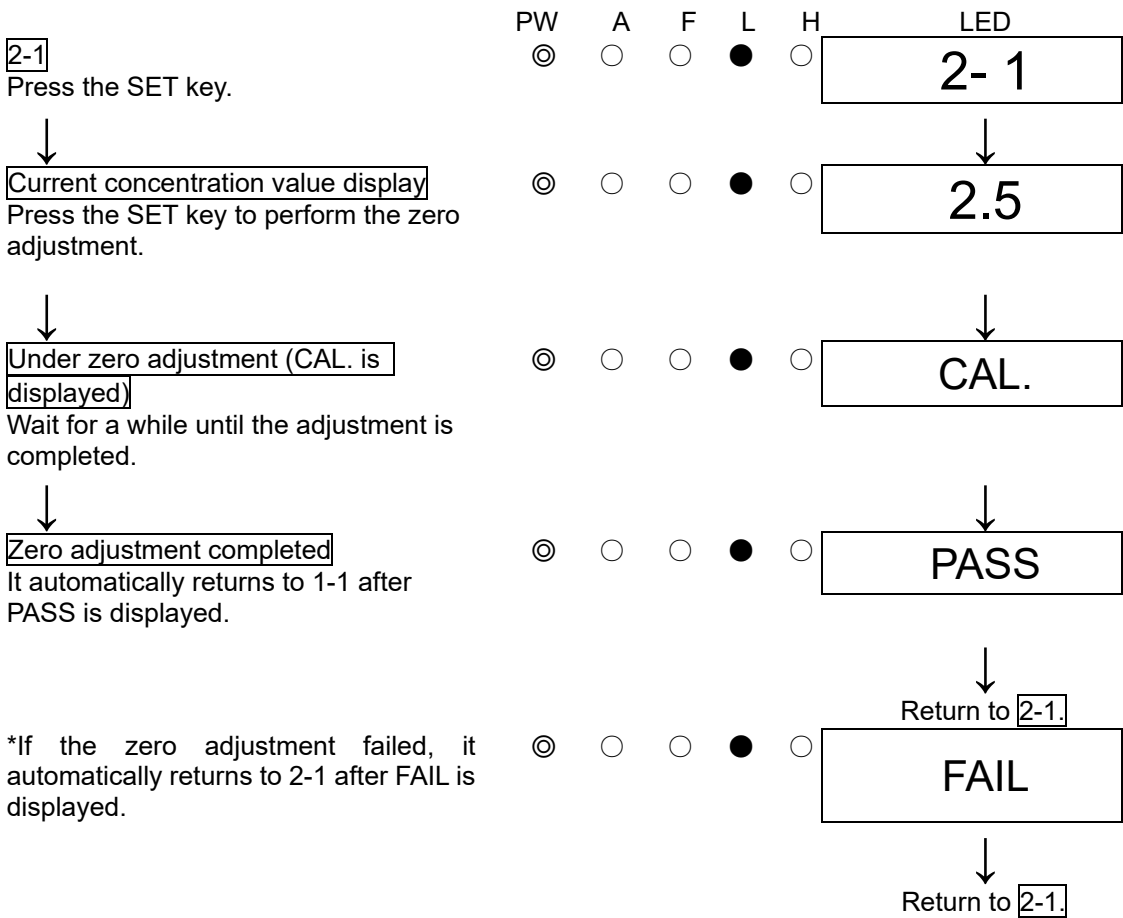 PW A F L H LED
2-1 ◎ ○ ○ ● ○ 2- 1
Press the SET key.
↓ ↓
Current concentration value display ◎ ○ ○ ● ○ 2.5
Press the SET key to perform the zero
adjustment.
↓ ↓
Under zero adjustment (CAL. is ◎ ○ ○ ● ○ CAL.
displayed)
Wait for a while until the adjustment is
completed.
↓ ↓
Zero adjustment completed ◎ ○ ○ ● ○ PASS
It automatically returns to 1-1 after
PASS is displayed.
↓
Return to 2-1.
*If the zero adjustment failed, it ◎ ○ ○ ● ○ FAIL
automatically returns to 2-1 after FAIL is
displayed.
↓
Return to 2-1.